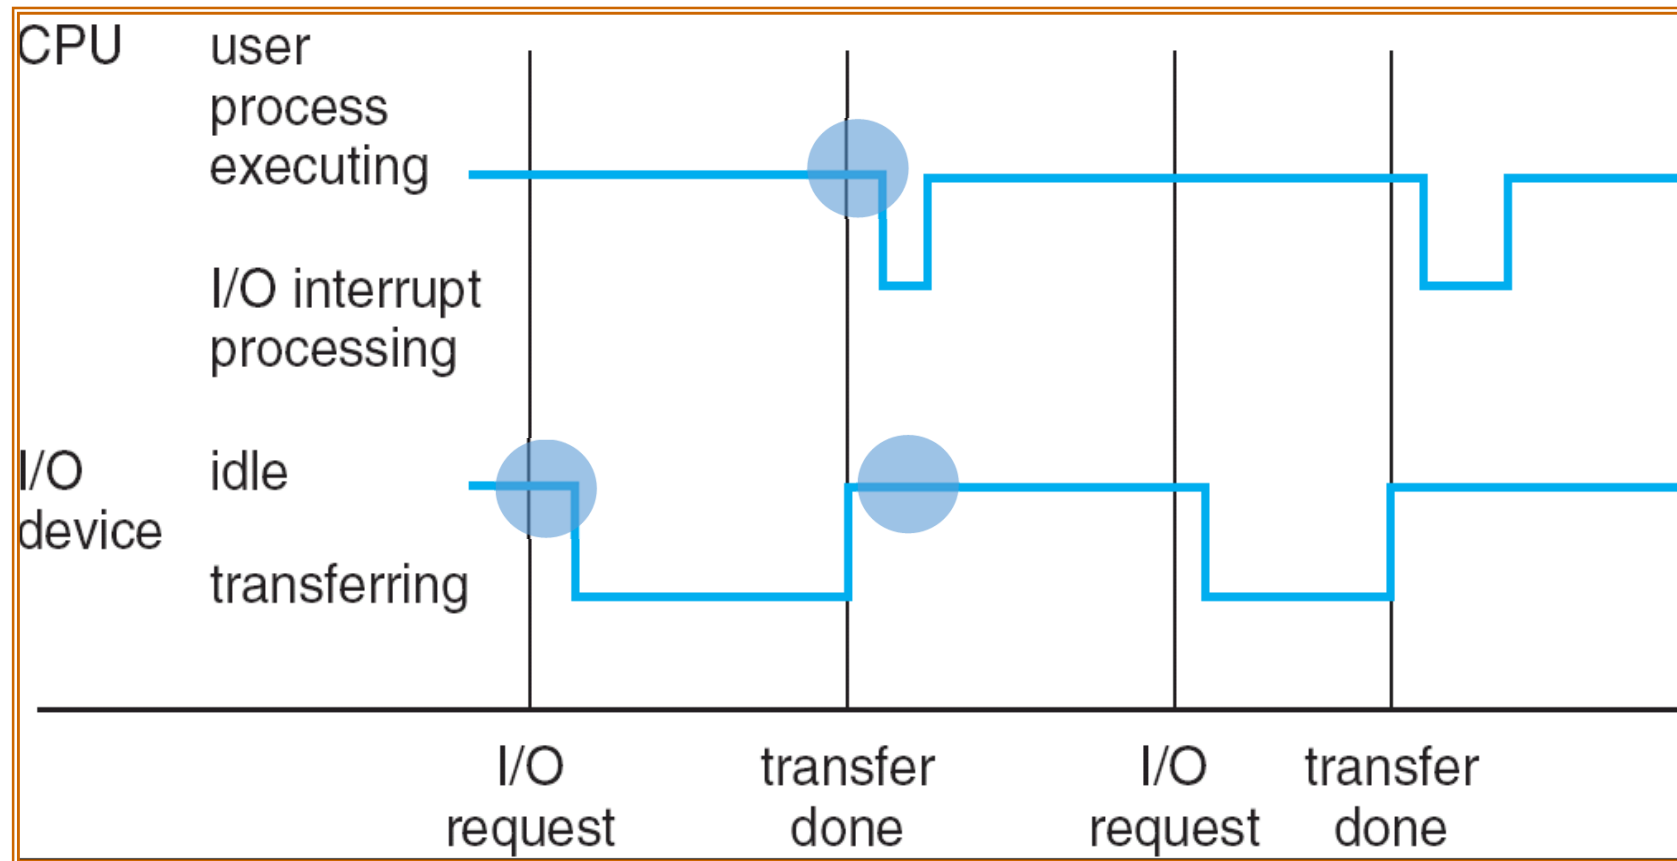 CPU user
process
executing
I/O interrupt
processing
I/O idle
device
transferring
I/O transfer I/O transfer
request done request done